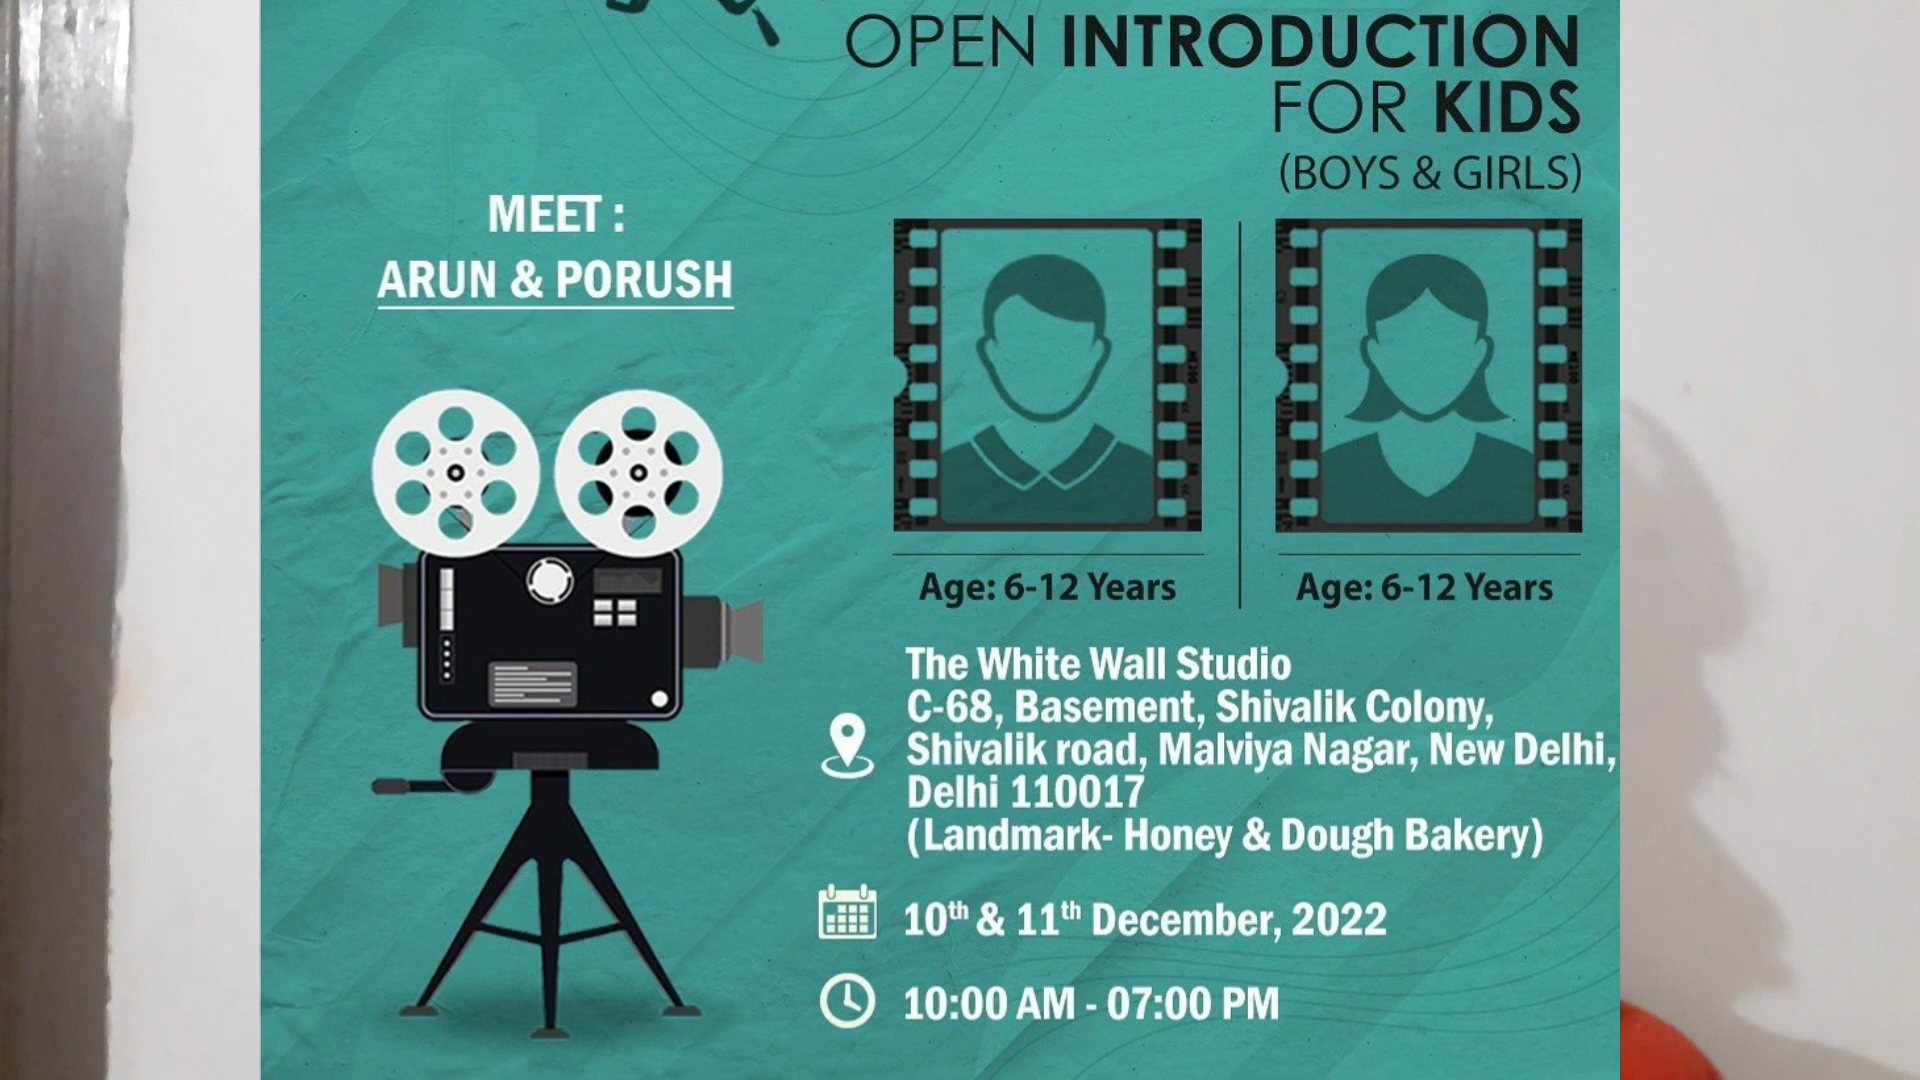 OPEN INTRODUCTION
FOR KIDS
(BOYS & GIRLS)
MEET :
ARUN & PORUSH
Age: 6-12 Years
Age: 6-12 Years
The White Wall Studio
C-68, Basement, Shivalik Colony,
Shivalik road, Malviya Nagar, New Delhi,
Delhi 110017
(Landmark- Honey & Dough Bakery)
10th & 11th December, 2022
10:00 AM - 07:00 PM